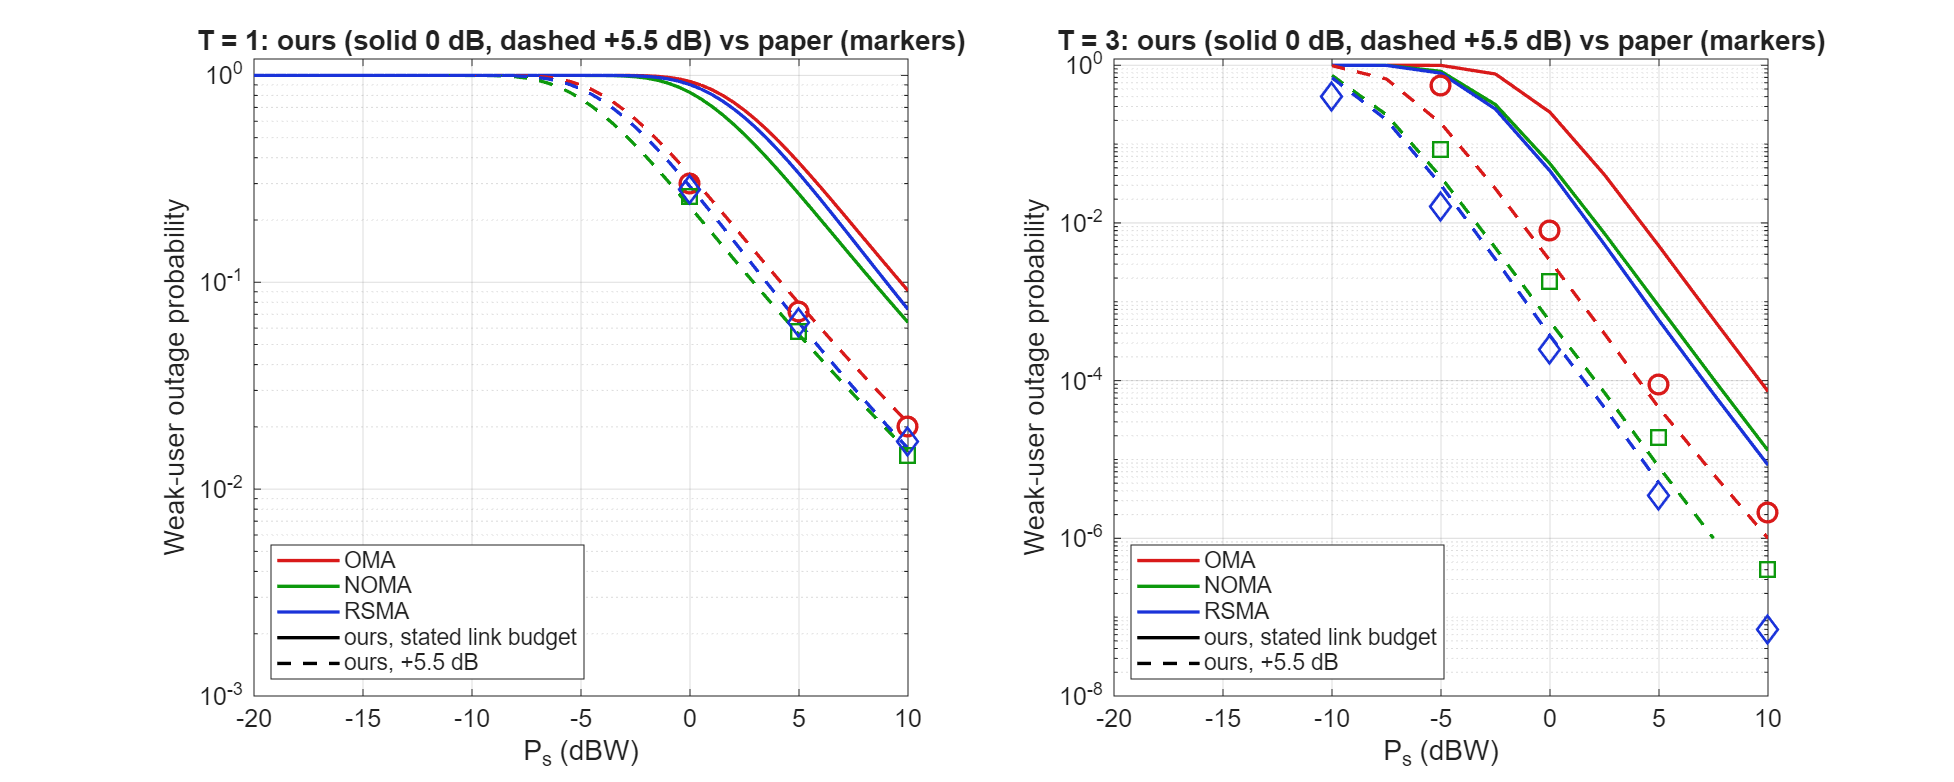 T = 1: ours (solid 0 dB, dashed +5.5 dB) vs paper (markers)
Weak-user outage probability
10^0
10^-1
10^-2
10^-3
-20 -15 -10 -5 0 5 10
P_s (dBW)
OMA
NOMA
RSMA
ours, stated link budget
ours, +5.5 dB
T = 3: ours (solid 0 dB, dashed +5.5 dB) vs paper (markers)
Weak-user outage probability
10^0
10^-2
10^-4
10^-6
10^-8
-20 -15 -10 -5 0 5 10
P_s (dBW)
OMA
NOMA
RSMA
ours, stated link budget
ours, +5.5 dB